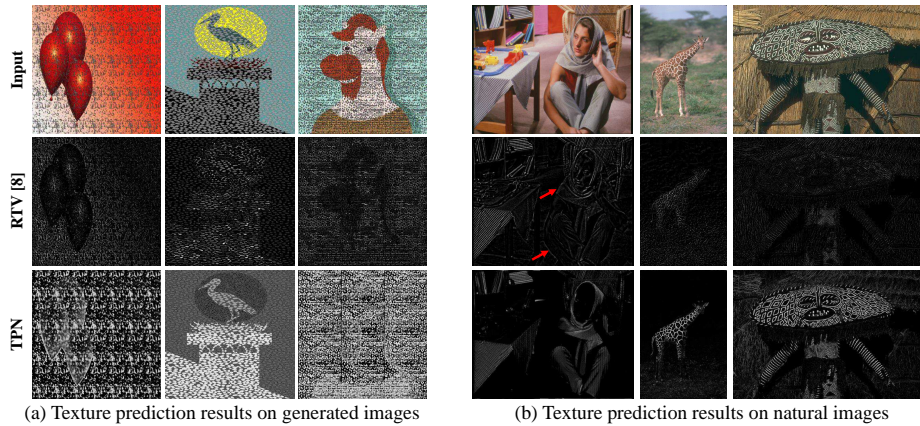 Input
RTV [8]
TPN
(a) Texture prediction results on generated images
(b) Texture prediction results on natural images